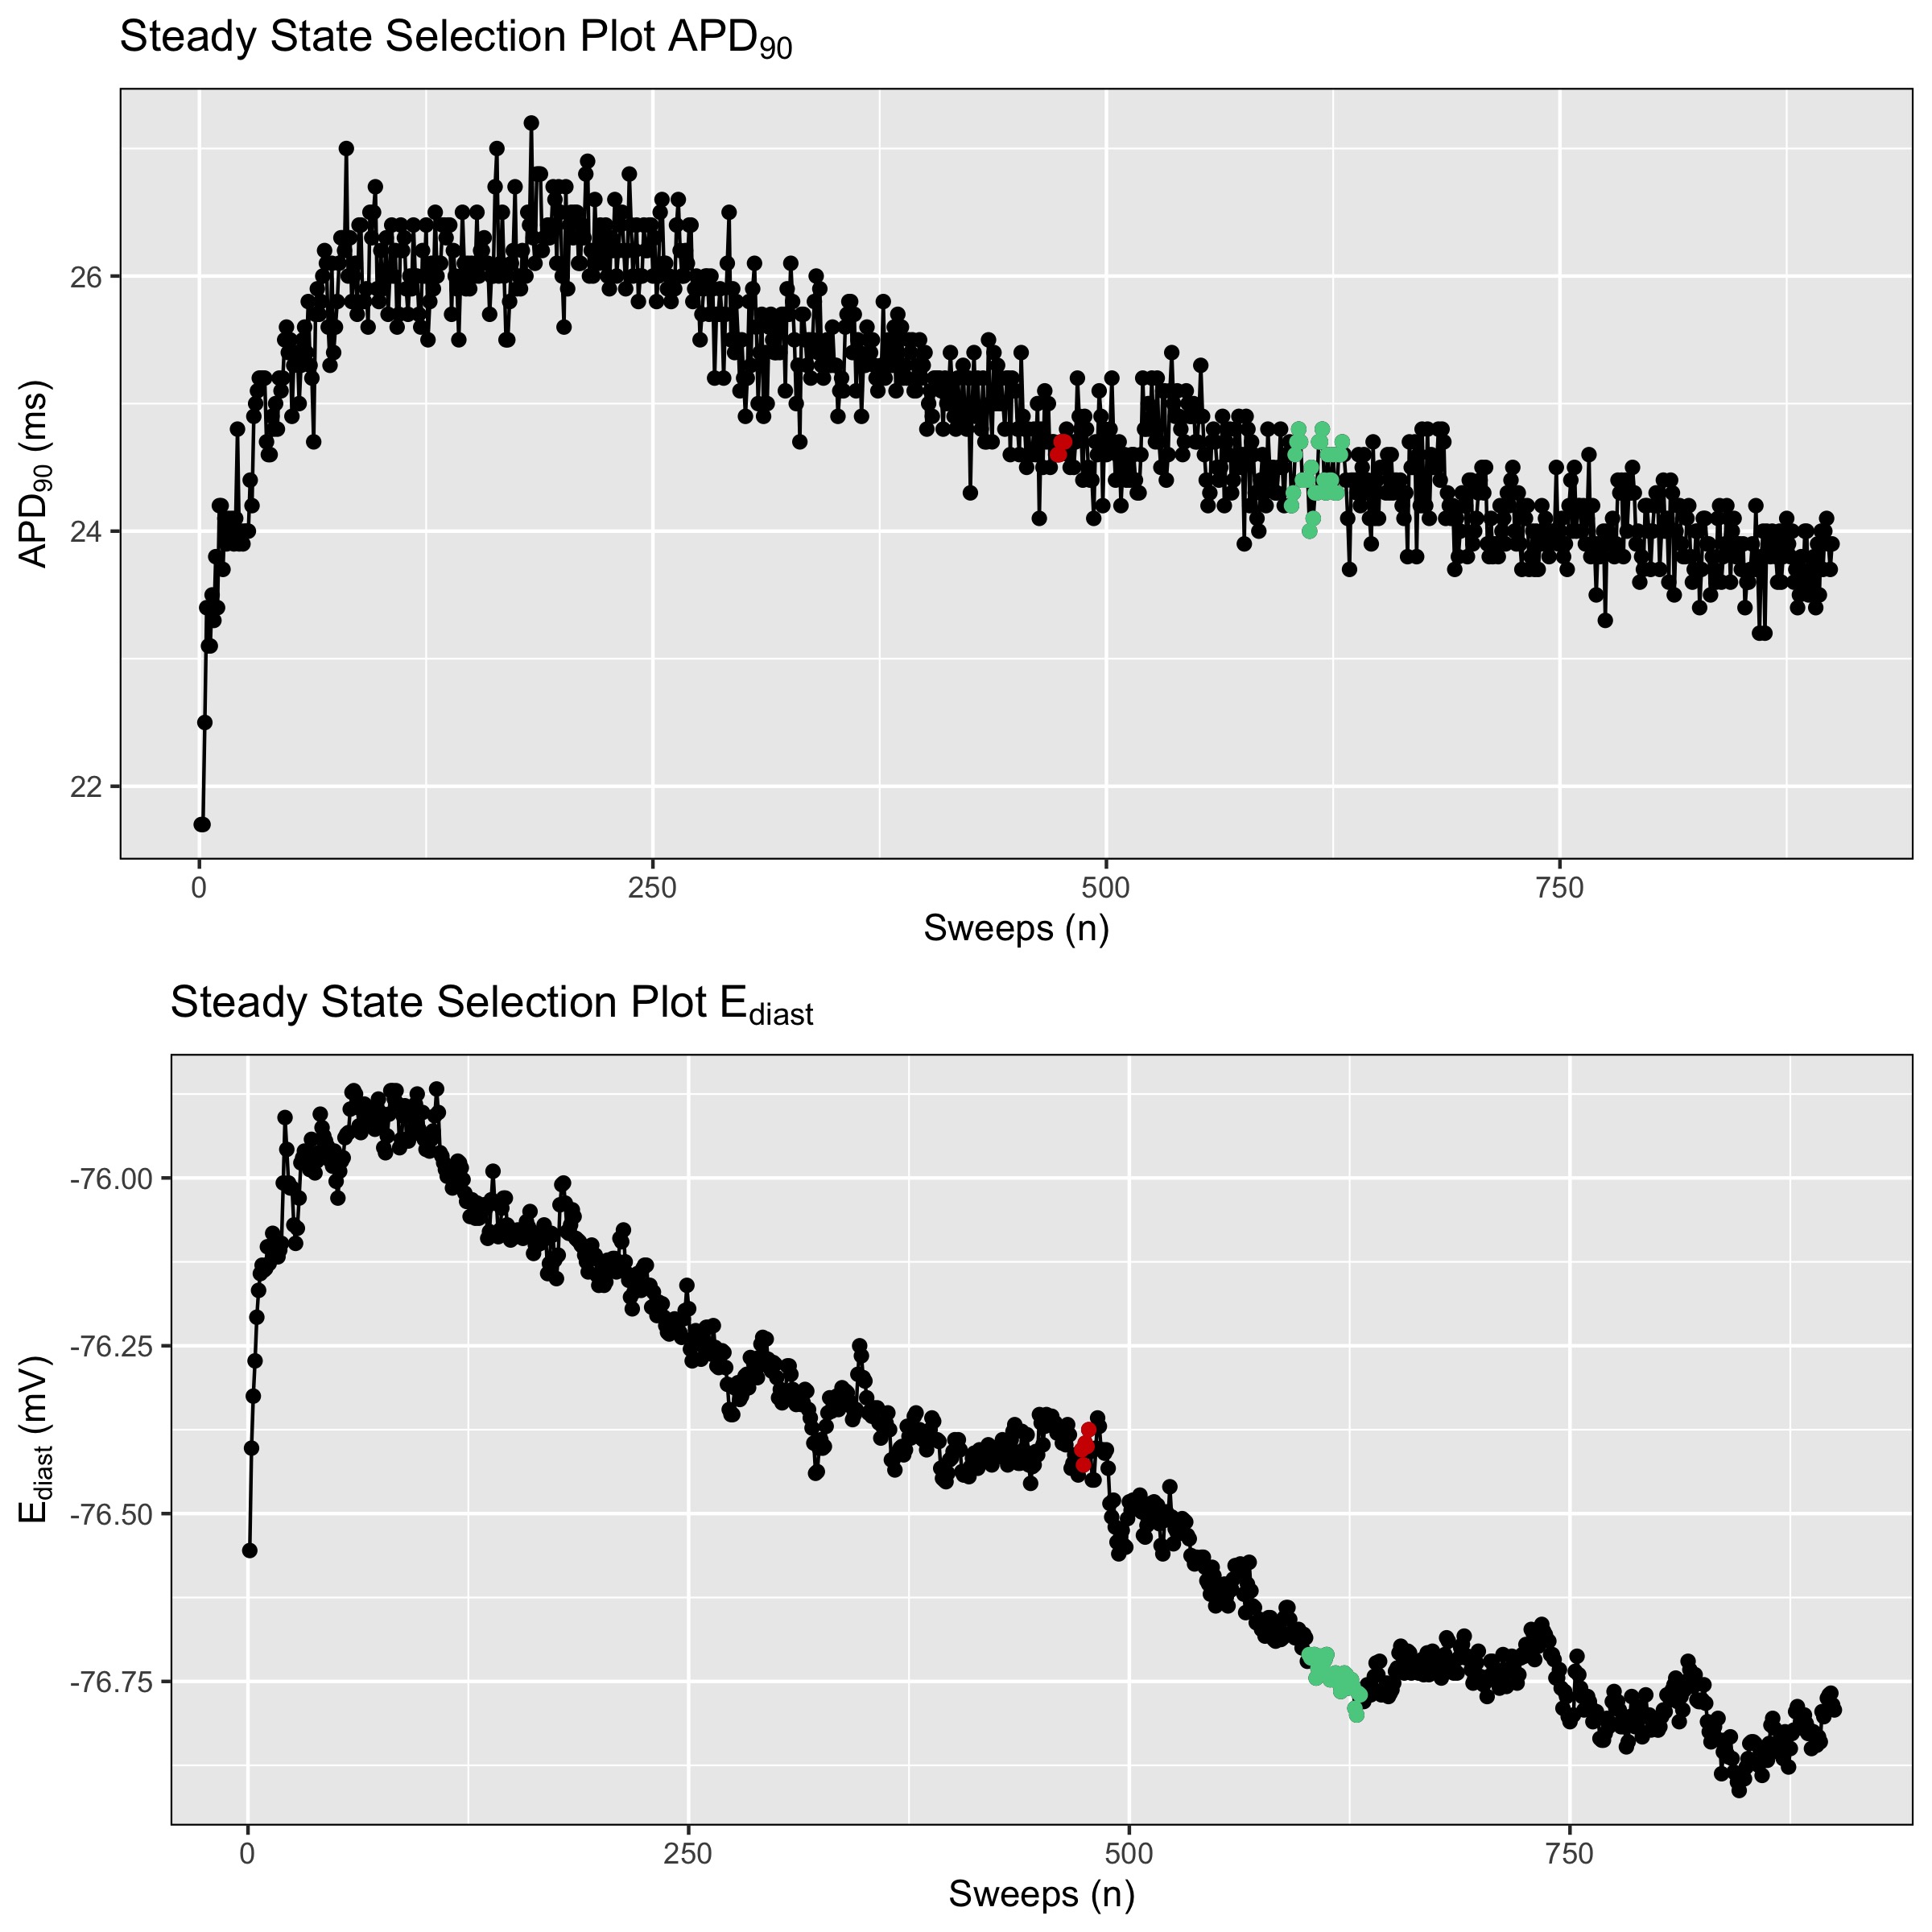 Steady State Selection Plot APD90
APD90 (ms)
26
24
22
0 250 500 750
Sweeps (n)
Steady State Selection Plot Ediast
Ediast (mV)
-76.00
-76.25
-76.50
-76.75
0 250 500 750
Sweeps (n)